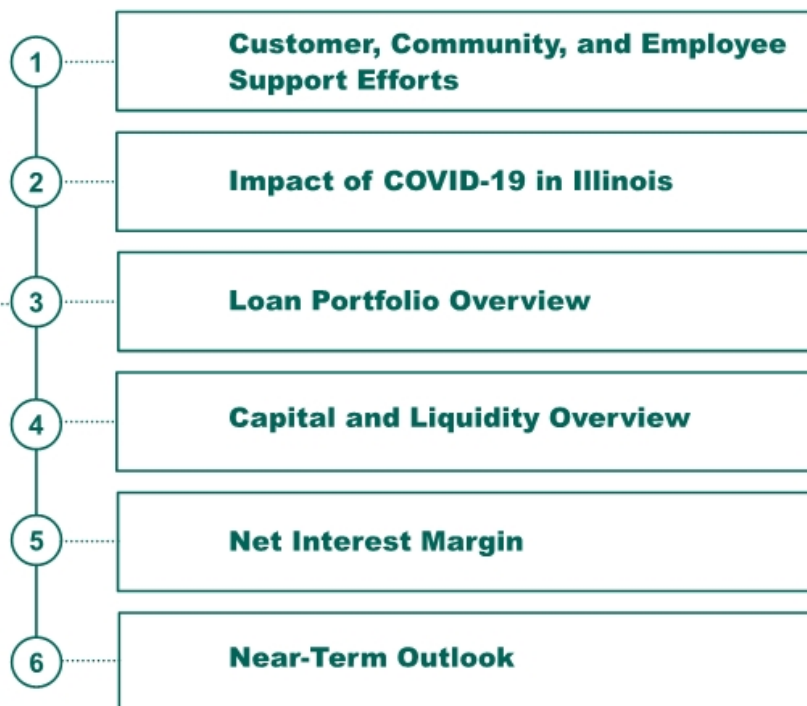 1
Customer, Community, and Employee
Support Efforts
2
Impact of COVID-19 in Illinois
3
Loan Portfolio Overview
4
Capital and Liquidity Overview
5
Net Interest Margin
6
Near-Term Outlook